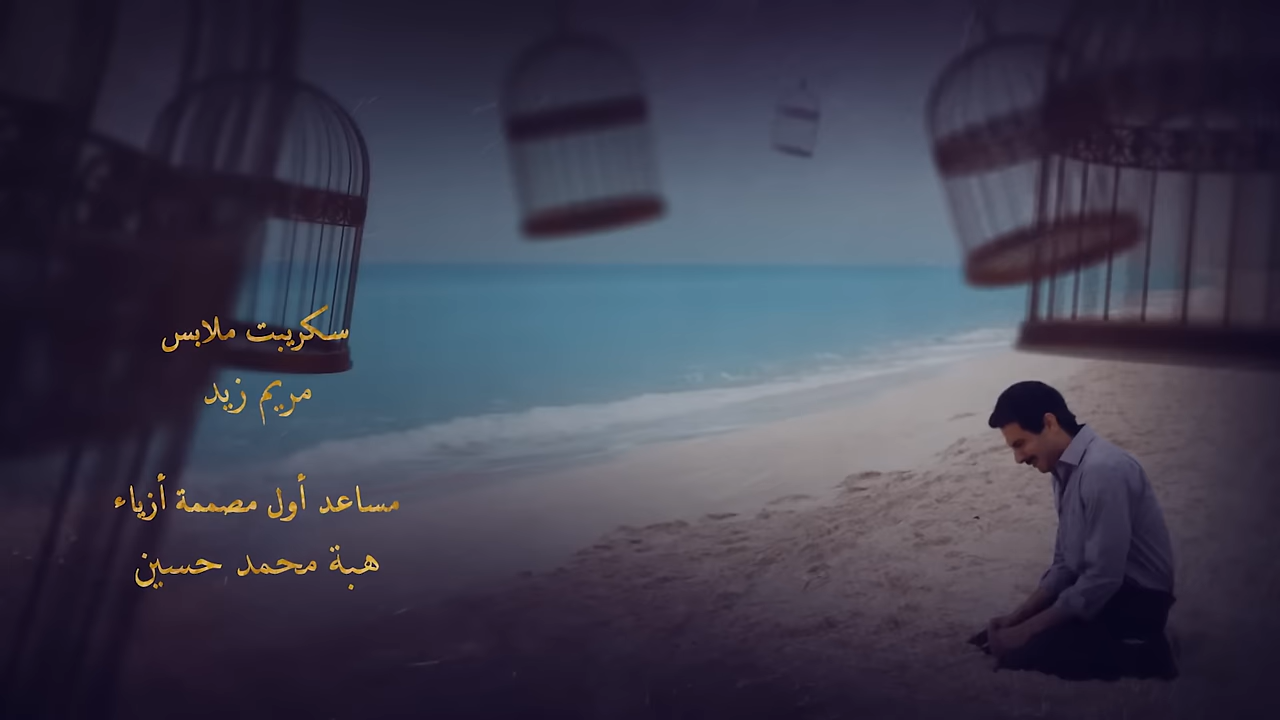 سكريبت ملابس
مريم زيد
مساعد أول مصممة أزياء
هبة محمد حسين